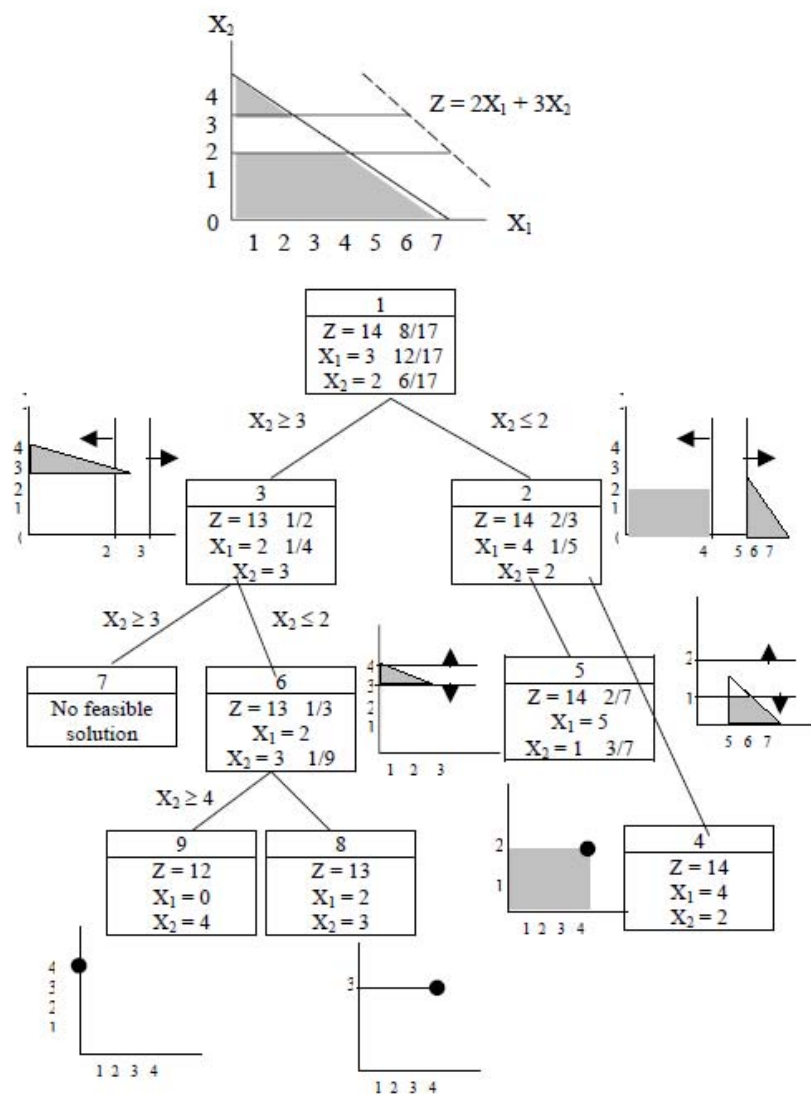 X₂
4
3
2
1
0
Z = 2X₁ + 3X₂
X₁
1 2 3 4 5 6 7
1
Z = 14 8/17
X₁ = 3 12/17
X₂ = 2 6/17
X₂ ≥ 3
X₂ ≤ 2
4
3
2
1
2 3
3
Z = 13 1/2
X₁ = 2 1/4
X₂ = 3
2
Z = 14 2/3
X₁ = 4 1/5
X₂ = 2
4
3
2
1
4 5 6 7
X₂ ≥ 3
X₂ ≤ 2
7
No feasible
solution
6
Z = 13 1/3
X₁ = 2
X₂ = 3 1/9
4
3
2
1
1 2 3
5
Z = 14 2/7
X₁ = 5
X₂ = 1 3/7
2
1
5 6 7
X₂ ≥ 4
9
Z = 12
X₁ = 0
X₂ = 4
8
Z = 13
X₁ = 2
X₂ = 3
2
1
1 2 3 4
4
Z = 14
X₁ = 4
X₂ = 2
4
3
2
1
1 2 3 4
3
1 2 3 4